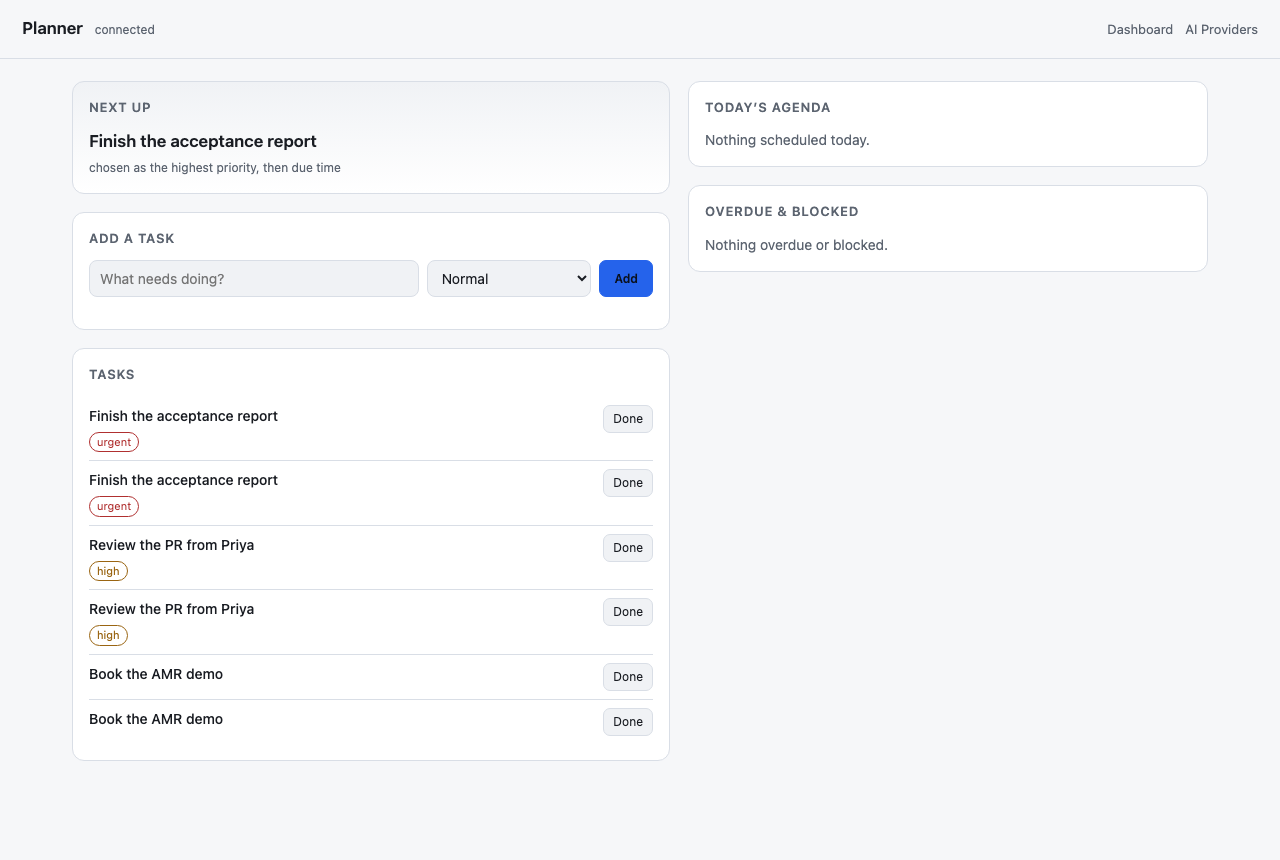 Planner connected
Dashboard AI Providers
NEXT UP
Finish the acceptance report
chosen as the highest priority, then due time
ADD A TASK
What needs doing? Normal Add
TASKS
Finish the acceptance report Done
urgent
Finish the acceptance report Done
urgent
Review the PR from Priya Done
high
Review the PR from Priya Done
high
Book the AMR demo Done
Book the AMR demo Done
TODAY’S AGENDA
Nothing scheduled today.
OVERDUE & BLOCKED
Nothing overdue or blocked.